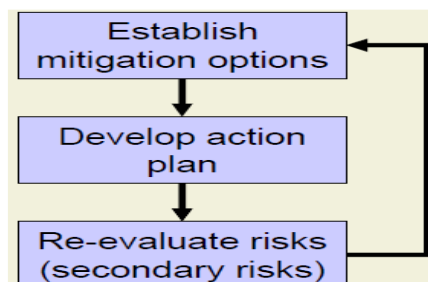 Establish
mitigation options
Develop action
plan
Re-evaluate risks
(secondary risks)